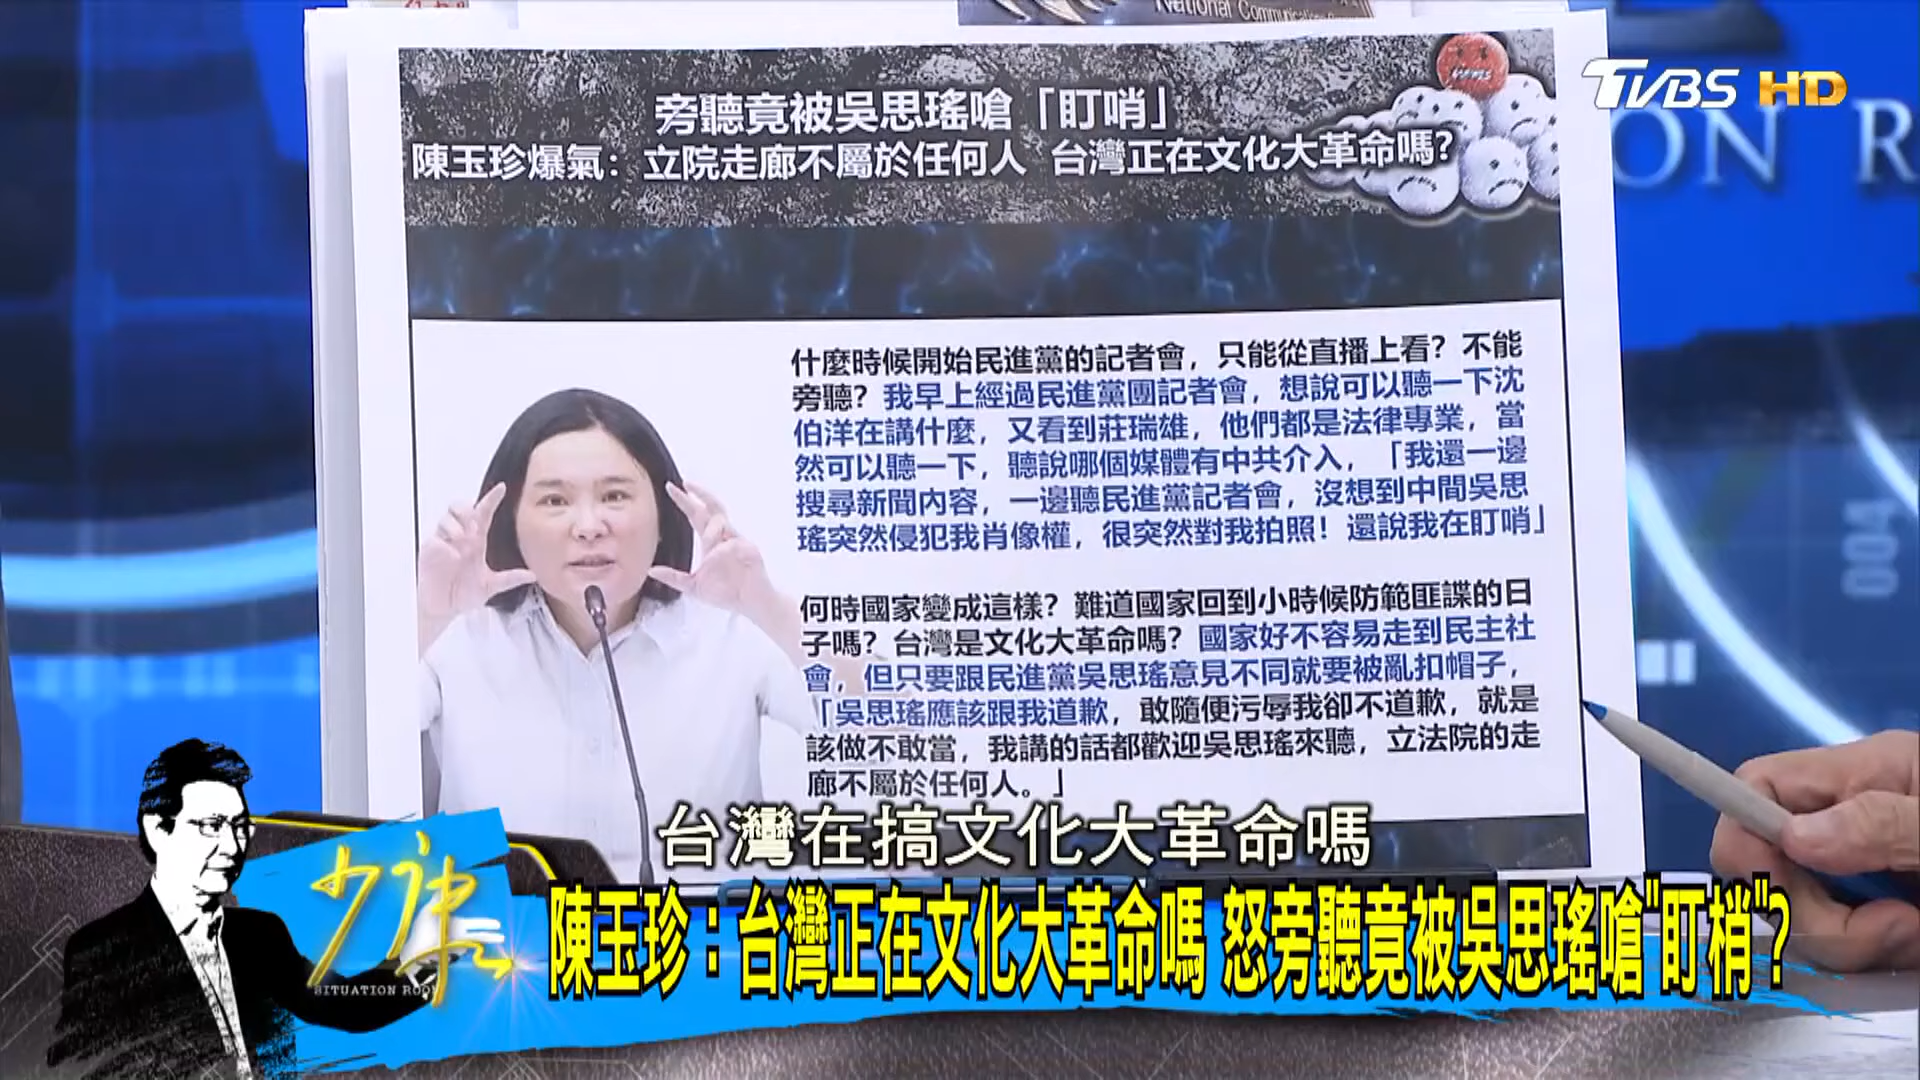 National Communication
TVBS HD
旁聽竟被吳思瑤嗆「盯哨」
陳玉珍爆氣：立院走廊不屬於任何人 台灣正在文化大革命嗎？
ON R
什麼時候開始民進黨的記者會，只能從直播上看？不能
旁聽？我早上經過民進黨團記者會，想說可以聽一下沈
伯洋在講什麼，又看到莊瑞雄，他們都是法律專業，當
然可以聽一下，聽說哪個媒體有中共介入，「我還一邊
搜尋新聞內容，一邊聽民進黨記者會，沒想到中間吳思
瑤突然侵犯我肖像權，很突然對我拍照！還說我在盯哨」
004
何時國家變成這樣？難道國家回到小時候防範匪諜的日
子嗎？台灣是文化大革命嗎？國家好不容易走到民主社
會，但只要跟民進黨吳思瑤意見不同就要被亂扣帽子，
「吳思瑤應該跟我道歉，敢隨便污辱我卻不道歉，就是
該做不敢當，我講的話都歡迎吳思瑤來聽，立法院的走
廊不屬於任何人。」
台灣在搞文化大革命嗎
少康
SITUATION ROOM
陳玉珍：台灣正在文化大革命嗎 怒旁聽竟被吳思瑤嗆"盯梢"？